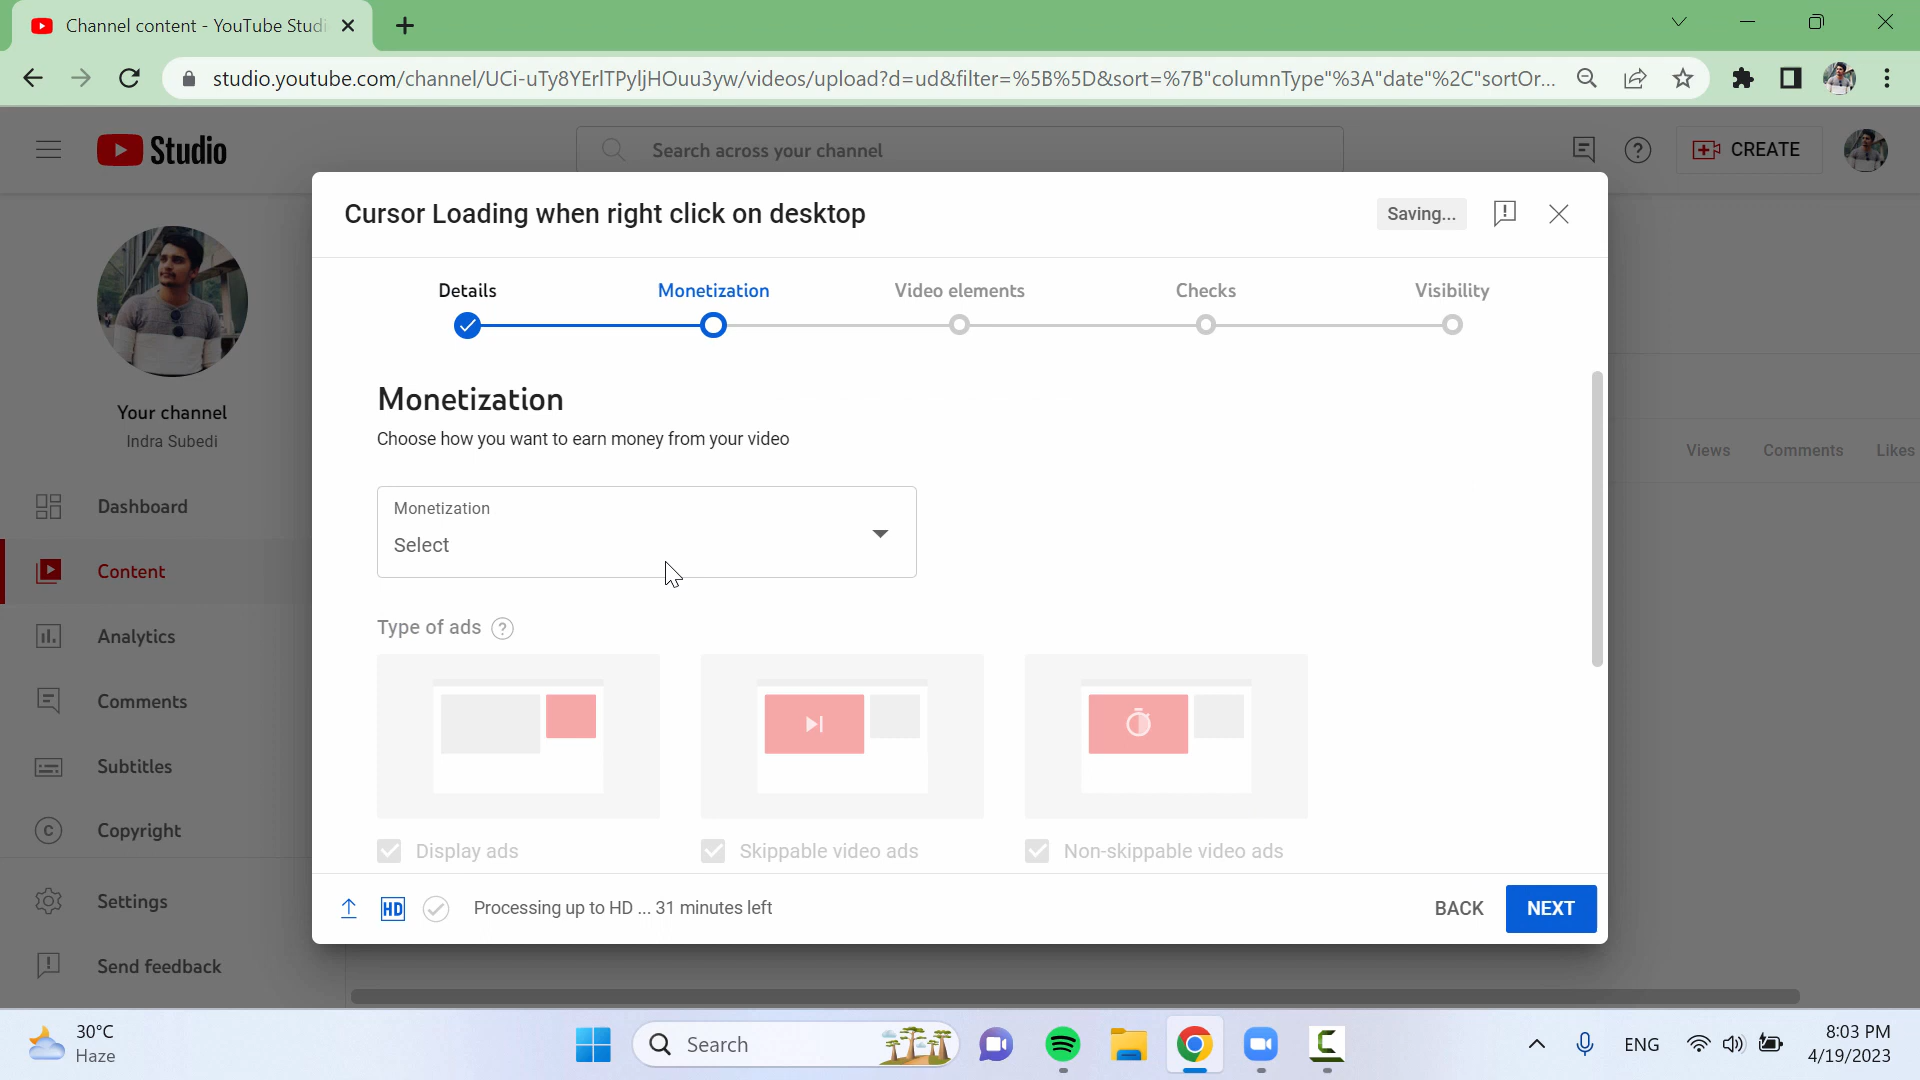 Channel content - YouTube Studi
studio.youtube.com/channel/UCi-uTy8YErlTPyljHOuu3yw/videos/upload?d=ud&filter=%5B%5D&sort=%7B"columnType"%3A"date"%2C"sortOr...
Studio
Search across your channel
CREATE
Cursor Loading when right click on desktop
Saving...
Details
Monetization
Video elements
Checks
Visibility
Your channel
Indra Subedi
Dashboard
Content
Analytics
Comments
Subtitles
Copyright
Settings
Send feedback
Monetization
Choose how you want to earn money from your video
Monetization
Select
Type of ads
Display ads
Skippable video ads
Non-skippable video ads
Views Comments Likes
HD Processing up to HD ... 31 minutes left
BACK
NEXT
30°C
Haze
Search
ENG
8:03 PM
4/19/2023